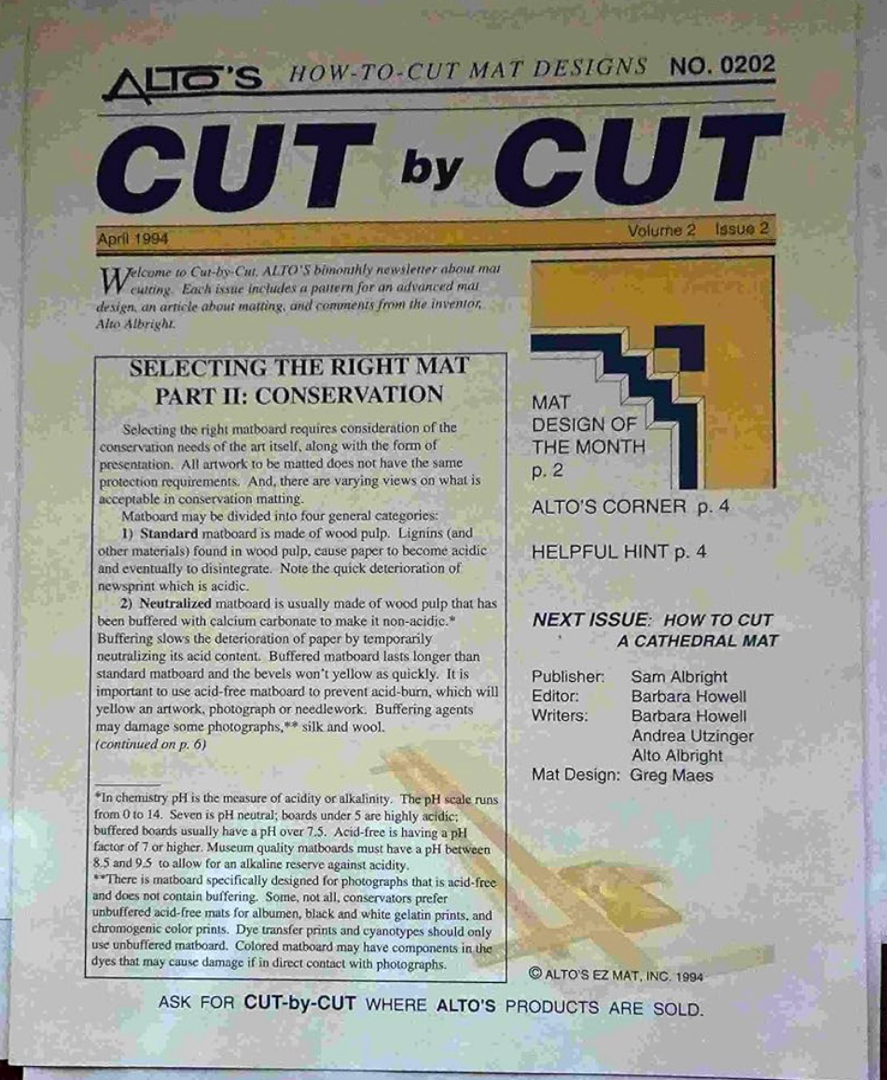 ALTO'S HOW-TO-CUT MAT DESIGNS NO. 0202
CUT by CUT
April 1994 Volume 2 Issue 2
Welcome to Cut-by-Cut, ALTO'S bimonthly newsletter about mat
cutting. Each issue includes a pattern for an advanced mat
design, an article about matting, and comments from the inventor,
Alto Albright.
SELECTING THE RIGHT MAT
PART II: CONSERVATION
Selecting the right matboard requires consideration of the
conservation needs of the art itself, along with the form of
presentation. All artwork to be matted does not have the same
protection requirements. And, there are varying views on what is
acceptable in conservation matting.
Matboard may be divided into four general categories:
1) Standard matboard is made of wood pulp. Lignins (and
other materials) found in wood pulp, cause paper to become acidic
and eventually to disintegrate. Note the quick deterioration of
newsprint which is acidic.
2) Neutralized matboard is usually made of wood pulp that has
been buffered with calcium carbonate to make it non-acidic.*
Buffering slows the deterioration of paper by temporarily
neutralizing its acid content. Buffered matboard lasts longer than
standard matboard and the bevels won't yellow as quickly. It is
important to use acid-free matboard to prevent acid-burn, which will
yellow an artwork, photograph or needlework. Buffering agents
may damage some photographs,** silk and wool.
(continued on p. 6)
*In chemistry pH is the measure of acidity or alkalinity. The pH scale runs
from 0 to 14. Seven is pH neutral; boards under 5 are highly acidic;
buffered boards usually have a pH over 7.5. Acid-free is having a pH
factor of 7 or higher. Museum quality matboards must have a pH between
8.5 and 9.5 to allow for an alkaline reserve against acidity.
**There is matboard specifically designed for photographs that is acid-free
and does not contain buffering. Some, not all, conservators prefer
unbuffered acid-free mats for albumen, black and white gelatin prints, and
chromogenic color prints. Dye transfer prints and cyanotypes should only
use unbuffered matboard. Colored matboard may have components in the
dyes that may cause damage if in direct contact with photographs.
MAT
DESIGN OF
THE MONTH
p. 2
ALTO'S CORNER p. 4
HELPFUL HINT p. 4
NEXT ISSUE: HOW TO CUT
A CATHEDRAL MAT
Publisher: Sam Albright
Editor: Barbara Howell
Writers: Barbara Howell
Andrea Utzinger
Alto Albright
Mat Design: Greg Maes
© ALTO'S EZ MAT, INC. 1994
ASK FOR CUT-by-CUT WHERE ALTO'S PRODUCTS ARE SOLD.